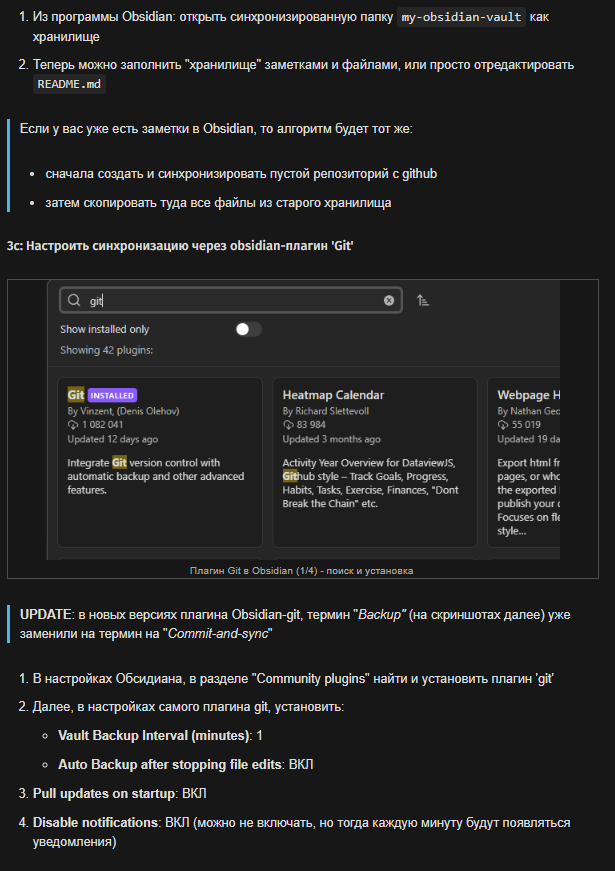 1. Из программы Obsidian: открыть синхронизированную папку my-obsidian-vault как
хранилище
2. Теперь можно заполнить "хранилище" заметками и файлами, или просто отредактировать
README.md
Если у вас уже есть заметки в Obsidian, то алгоритм будет тот же:
• сначала создать и синхронизировать пустой репозиторий с github
• затем скопировать туда все файлы из старого хранилища
3c: Настроить синхронизацию через obsidian-плагин 'Git'
git
Show installed only
Showing 42 plugins:
Git INSTALLED
By Vinzent, (Denis Olehov)
1 082 041
Updated 12 days ago
Integrate Git version control with
automatic backup and other advanced
features.
Heatmap Calendar
By Richard Slettevoll
83 984
Updated 3 months ago
Activity Year Overview for DataviewJS,
Github style – Track Goals, Progress,
Habits, Tasks, Exercise, Finances, "Dont
Break the Chain" etc.
Webpage H
By Nathan Geo
55 019
Updated 19 da
Export html fr
pages, or who
the exported
publish your
Focuses on fle
style...
Плагин Git в Obsidian (1/4) - поиск и установка
UPDATE: в новых версиях плагина Obsidian-git, термин "Backup" (на скриншотах далее) уже
заменили на термин на "Commit-and-sync"
1. В настройках Обсидиана, в разделе "Community plugins" найти и установить плагин 'git'
2. Далее, в настройках самого плагина git, установить:
◦ Vault Backup Interval (minutes): 1
◦ Auto Backup after stopping file edits: ВКЛ
3. Pull updates on startup: ВКЛ
4. Disable notifications: ВКЛ (можно не включать, но тогда каждую минуту будут появляться
уведомления)